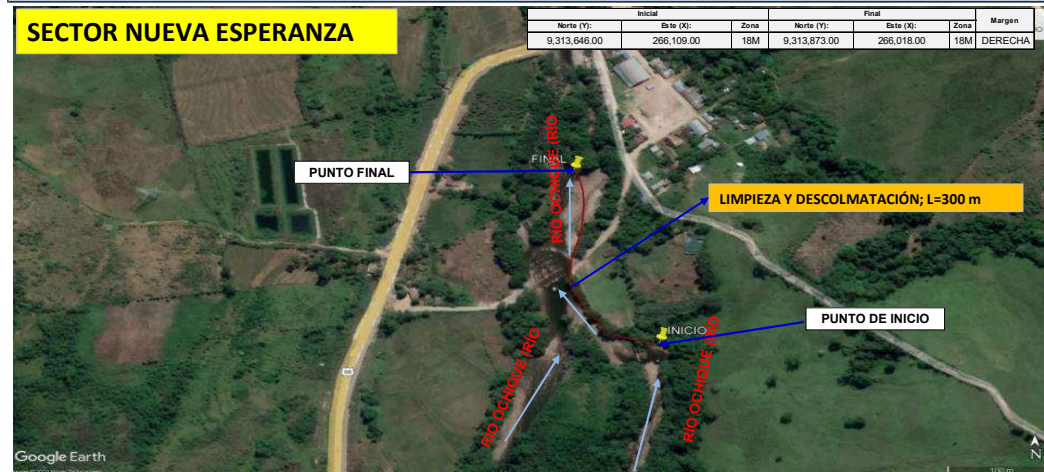 SECTOR NUEVA ESPERANZA
Inicial Final Margen
Norte (Y): Este (X): Zona Norte (Y): Este (X): Zona
9,313,646.00 266,109.00 18M 9,313,873.00 266,018.00 18M DERECHA
FINAL
PUNTO FINAL
RÍO OCHIQUE IRÍO
LIMPIEZA Y DESCOLMATACIÓN; L=300 m
PUNTO DE INICIO
INICIO
RÍO OCHIQUE IRÍO
RÍO OCHIQUE IRÍO
Google Earth
N
100 m